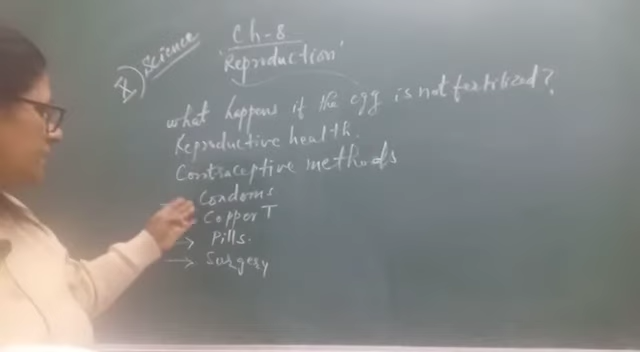 X) Science
Ch-8
'Reproduction'
what happens if the egg is not fertilized?
Reproductive health.
Contraceptive methods
Condoms
Copper T
→ Pills.
→ Surgery